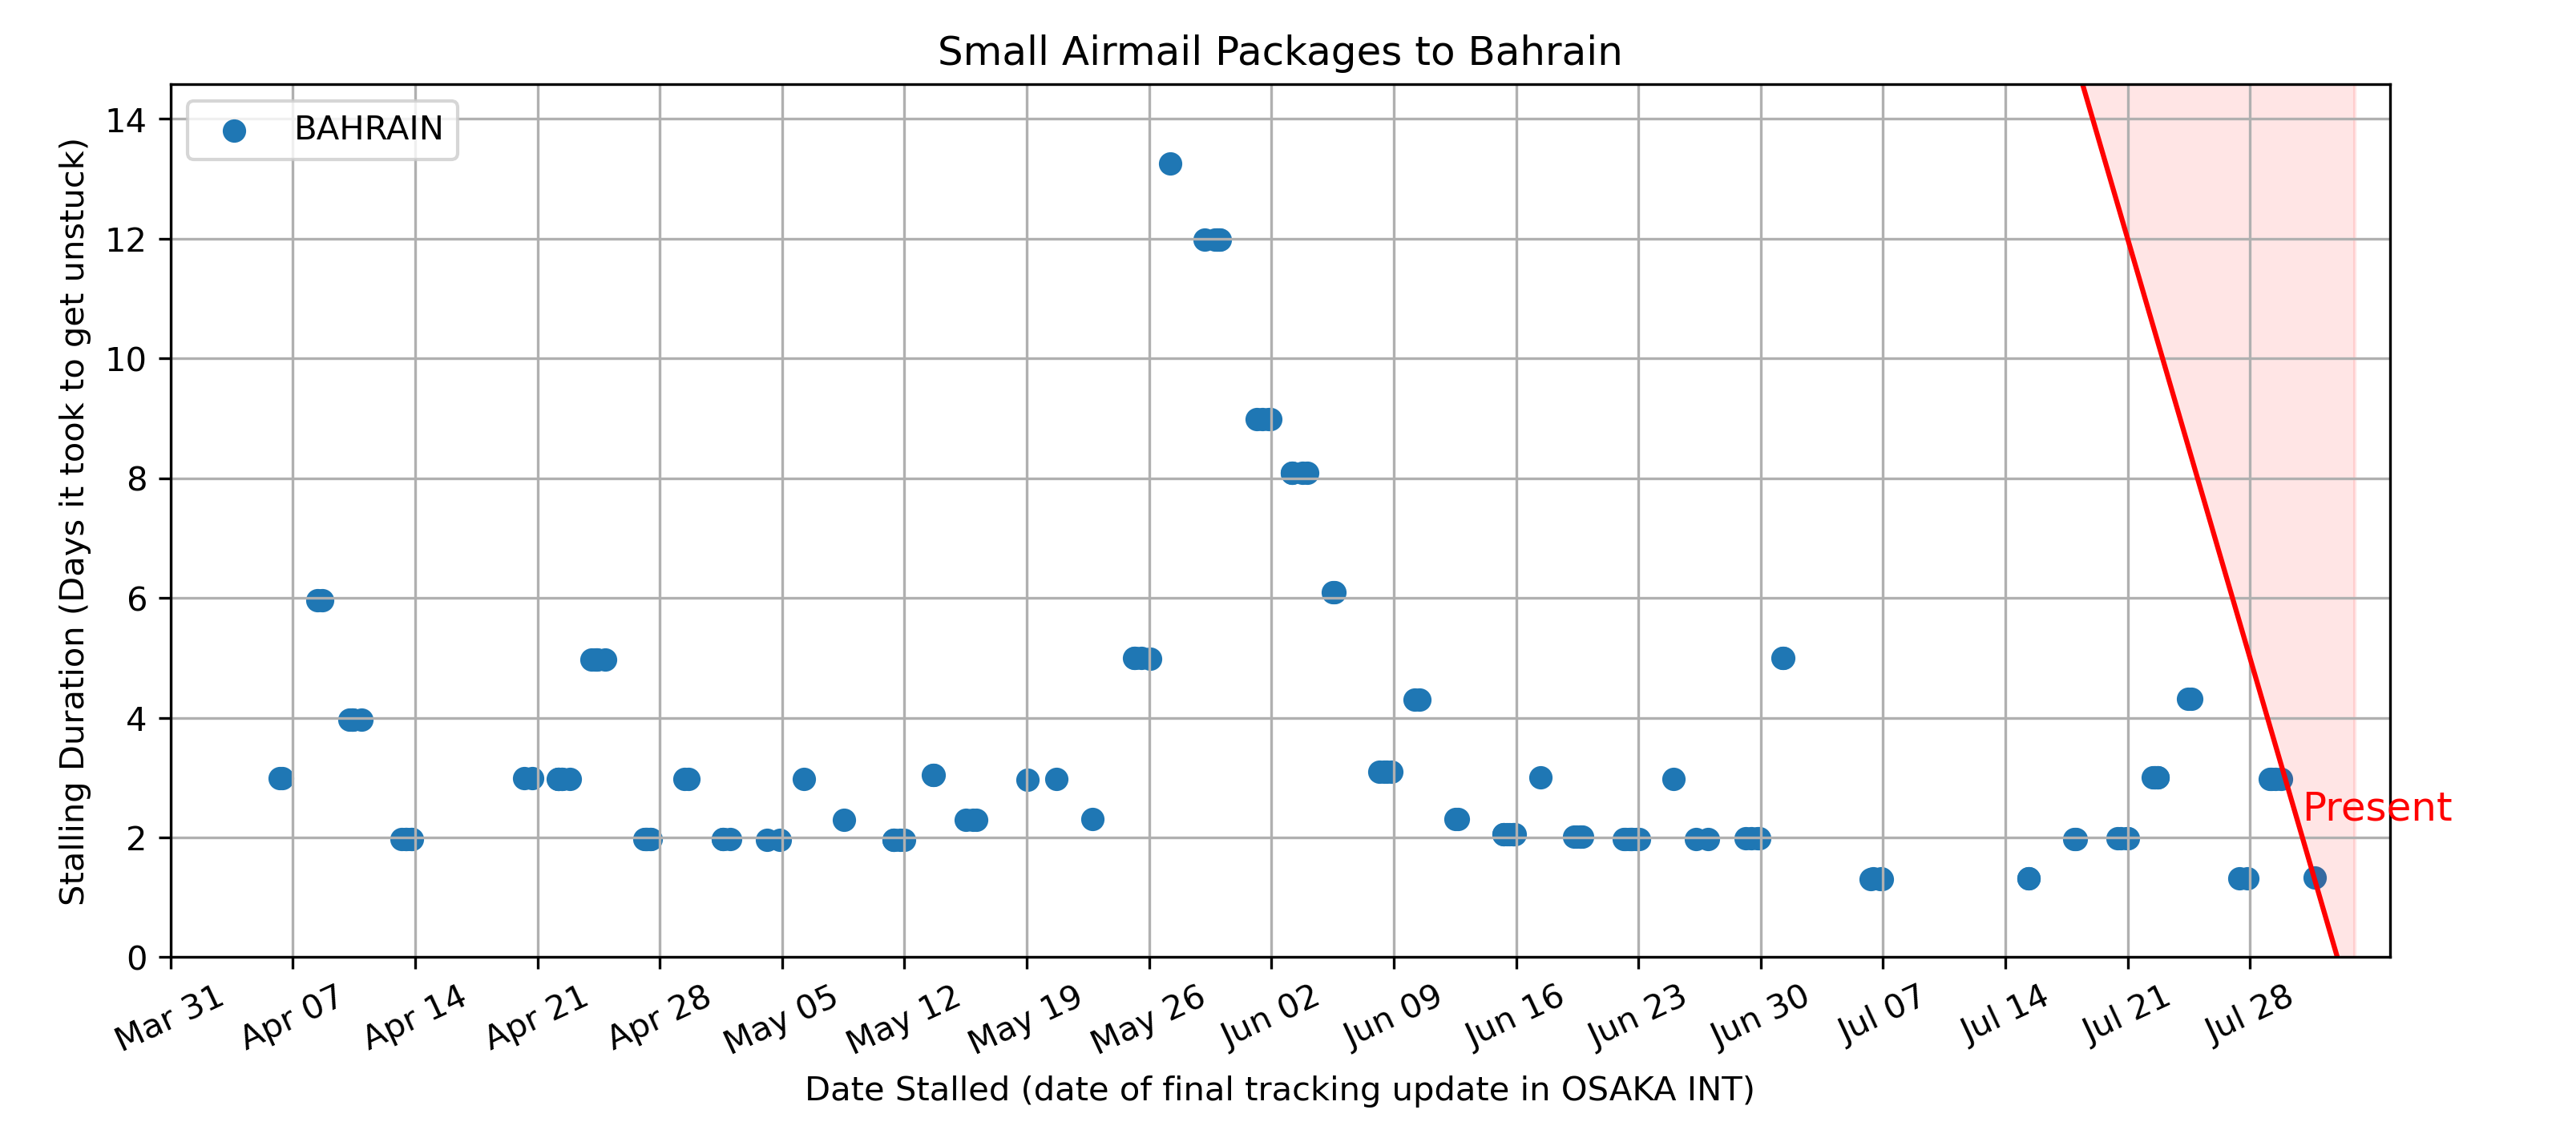 Small Airmail Packages to Bahrain
BAHRAIN
Stalling Duration (Days it took to get unstuck)
14
12
10
8
6
4
2
0
Present
Mar 31
Apr 07
Apr 14
Apr 21
Apr 28
May 05
May 12
May 19
May 26
Jun 02
Jun 09
Jun 16
Jun 23
Jun 30
Jul 07
Jul 14
Jul 21
Jul 28
Date Stalled (date of final tracking update in OSAKA INT)